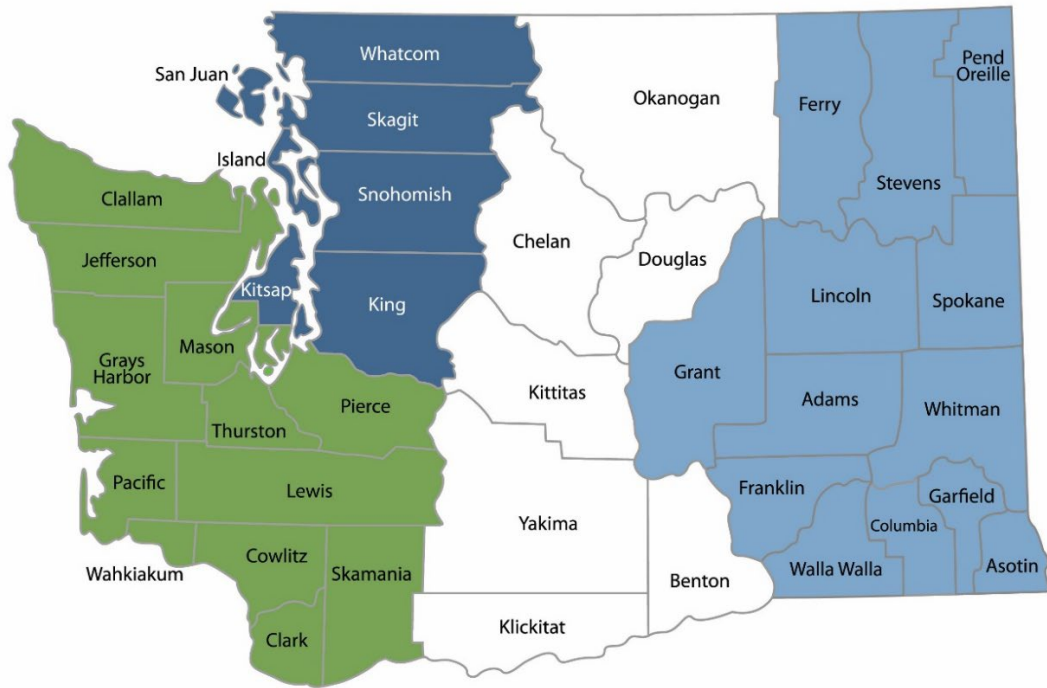 Whatcom
San Juan
Okanogan
Pend
Oreille
Ferry
Skagit
Island
Stevens
Snohomish
Clallam
Chelan
Douglas
Jefferson
Kitsap
King
Lincoln
Spokane
Mason
Grays
Harbor
Grant
Kittitas
Adams
Whitman
Pierce
Thurston
Pacific
Lewis
Franklin
Garfield
Yakima
Columbia
Cowlitz
Wahkiakum
Skamania
Benton
Walla Walla
Asotin
Klickitat
Clark